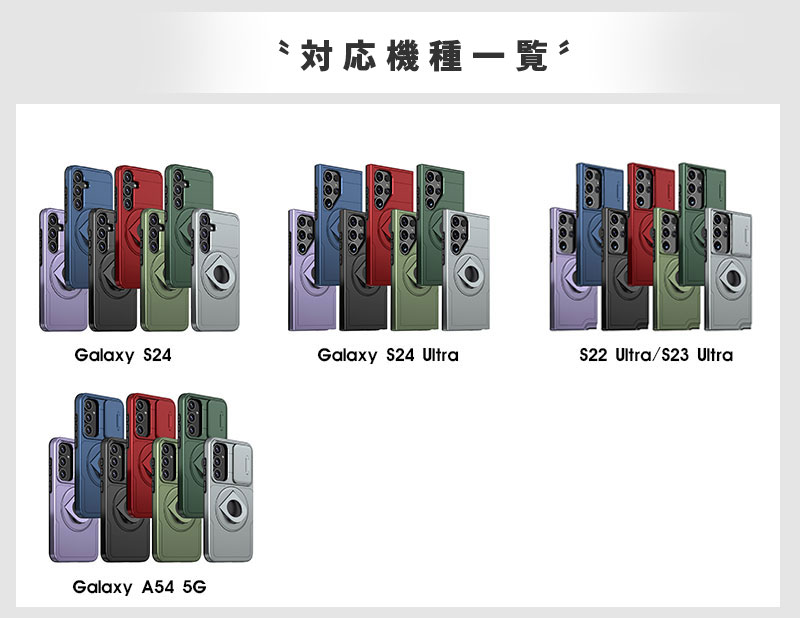 対応機種一覧
Galaxy S24
Galaxy S24 Ultra
S22 Ultra/S23 Ultra
Galaxy A54 5G